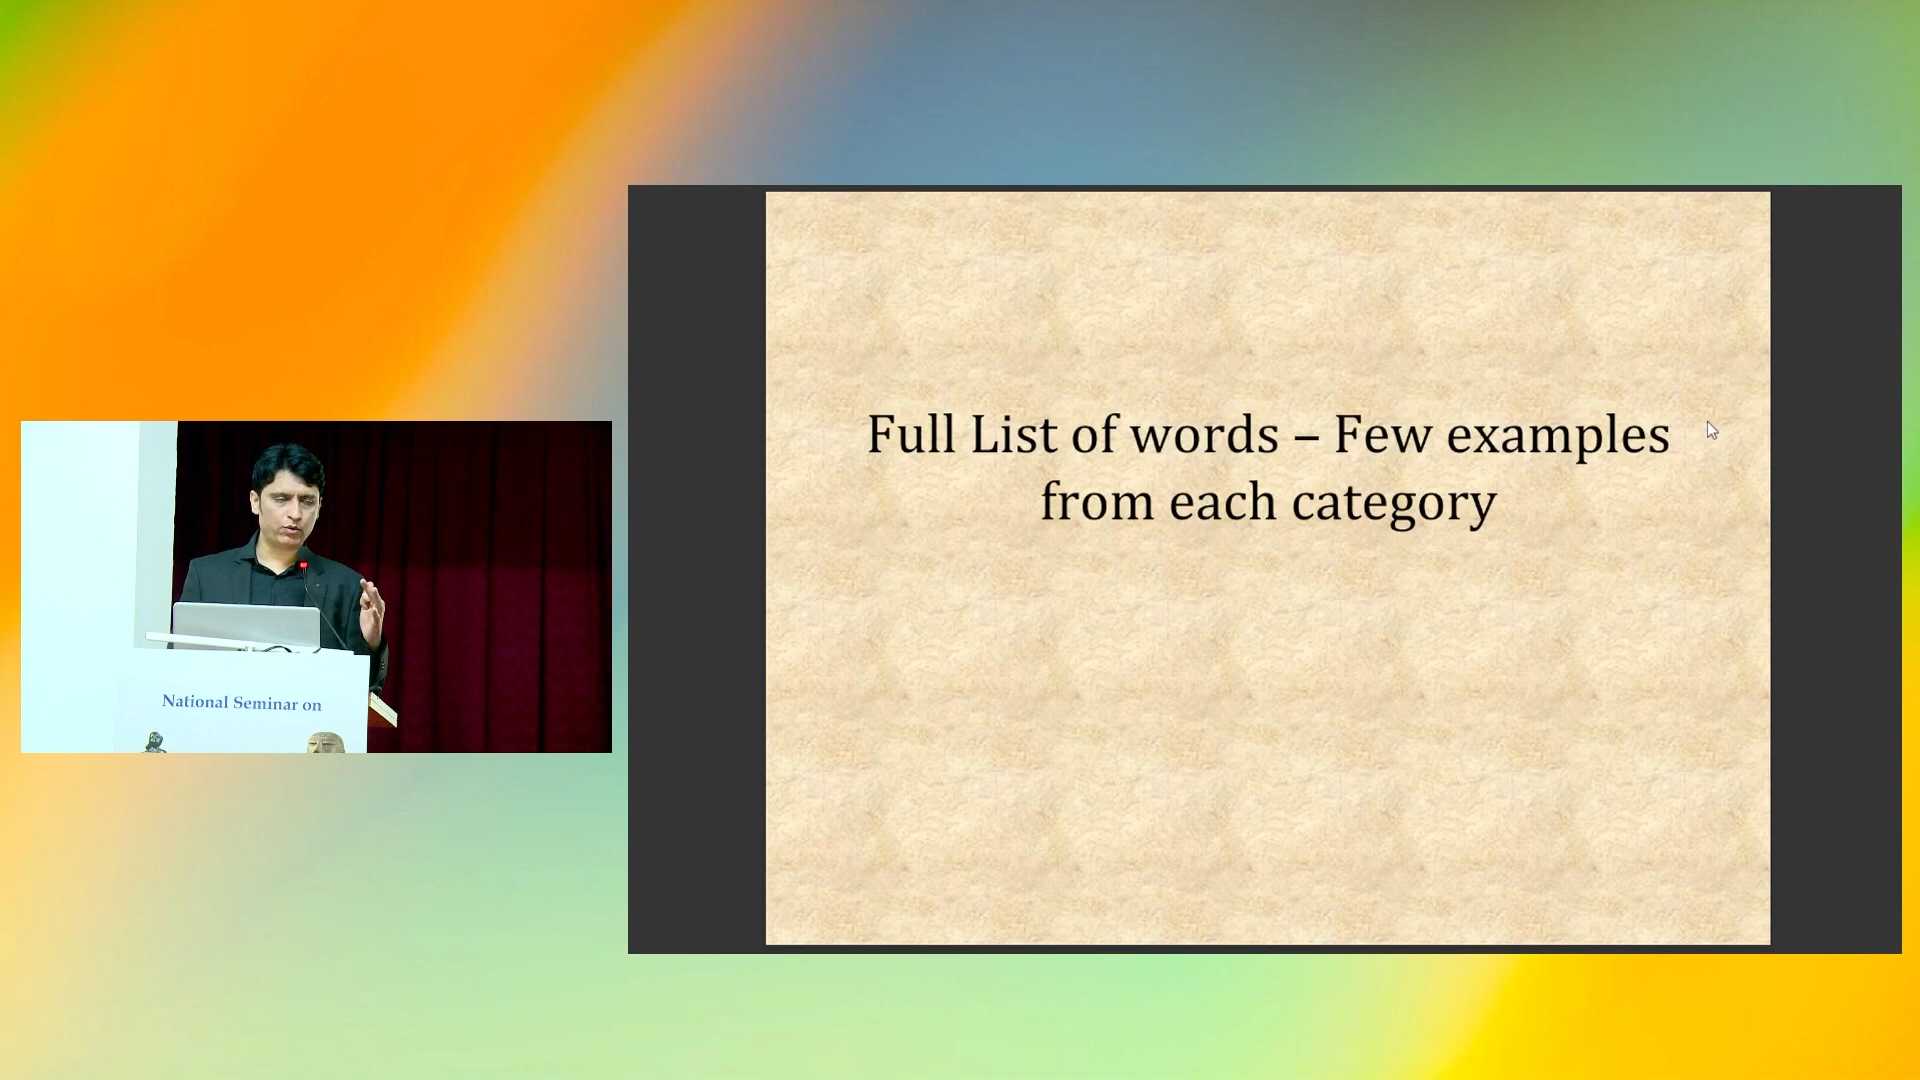 Full List of words – Few examples
from each category
National Seminar on